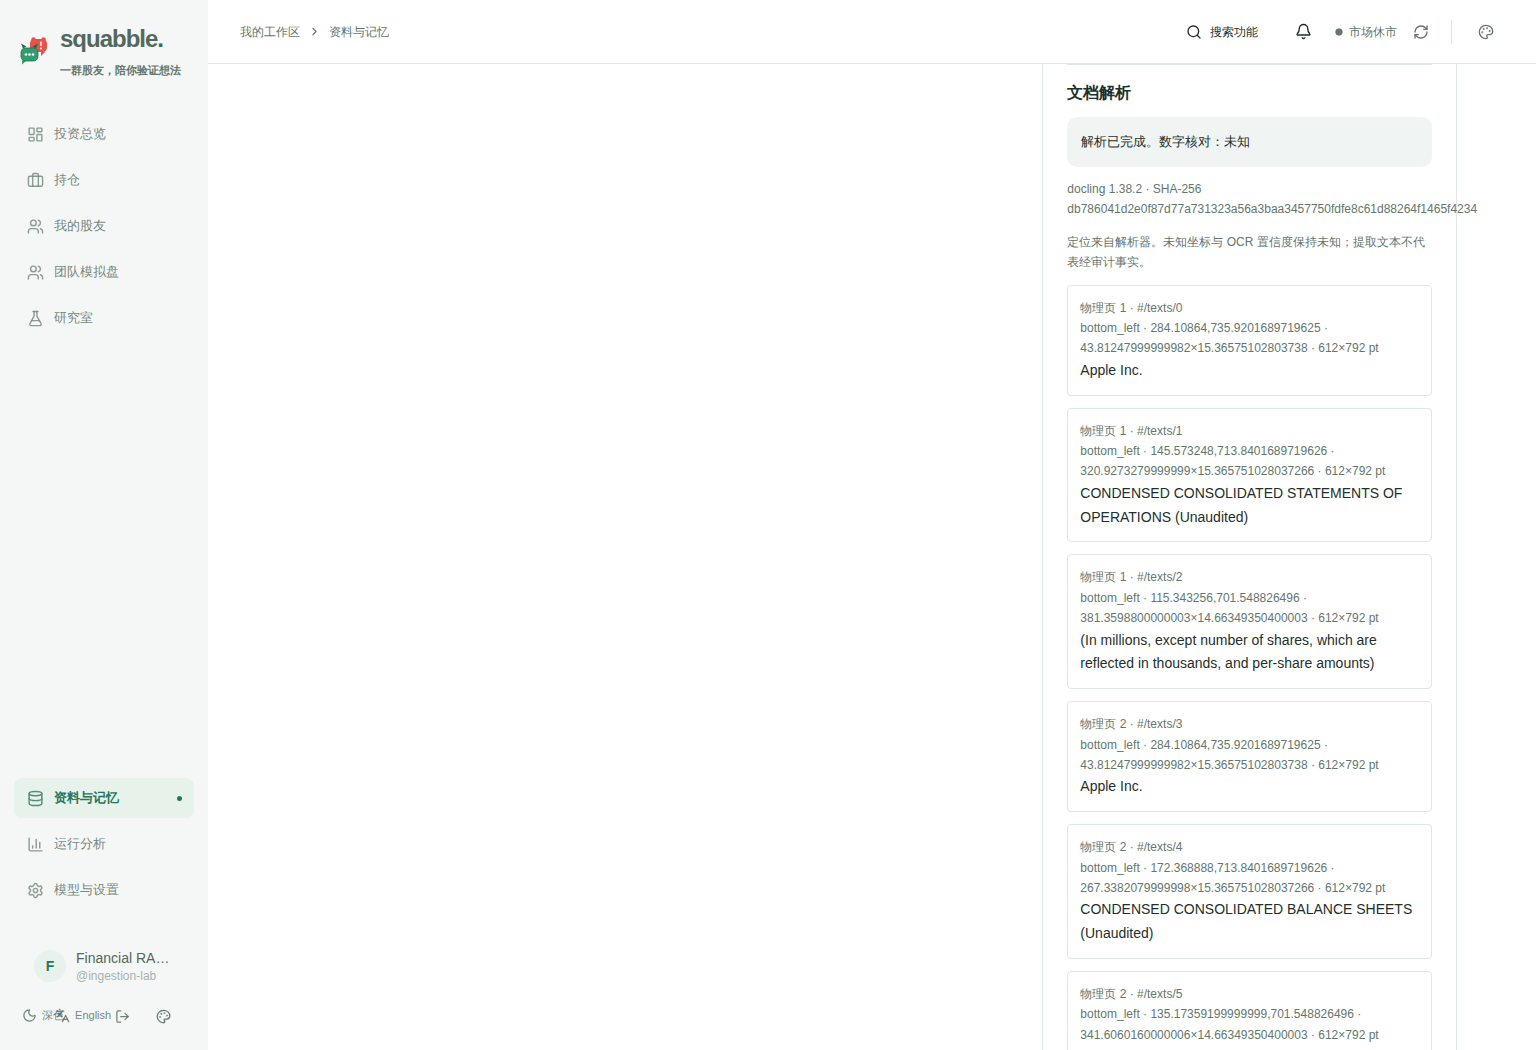 squabble.
一群股友，陪你验证想法
投资总览
持仓
我的股友
团队模拟盘
研究室
资料与记忆
运行分析
模型与设置
F
Financial RA…
@ingestion-lab
深色
English
我的工作区 > 资料与记忆
搜索功能
市场休市
文档解析
解析已完成。数字核对：未知
docling 1.38.2 · SHA-256
db786041d2e0f87d77a731323a56a3baa3457750fdfe8c61d88264f1465f4234
定位来自解析器。未知坐标与 OCR 置信度保持未知；提取文本不代
表经审计事实。
物理页 1 · #/texts/0
bottom_left · 284.10864,735.9201689719625 ·
43.81247999999982×15.36575102803738 · 612×792 pt
Apple Inc.
物理页 1 · #/texts/1
bottom_left · 145.573248,713.8401689719626 ·
320.9273279999999×15.365751028037266 · 612×792 pt
CONDENSED CONSOLIDATED STATEMENTS OF
OPERATIONS (Unaudited)
物理页 1 · #/texts/2
bottom_left · 115.343256,701.548826496 ·
381.3598800000003×14.66349350400003 · 612×792 pt
(In millions, except number of shares, which are
reflected in thousands, and per-share amounts)
物理页 2 · #/texts/3
bottom_left · 284.10864,735.9201689719625 ·
43.81247999999982×15.36575102803738 · 612×792 pt
Apple Inc.
物理页 2 · #/texts/4
bottom_left · 172.368888,713.8401689719626 ·
267.3382079999998×15.365751028037266 · 612×792 pt
CONDENSED CONSOLIDATED BALANCE SHEETS
(Unaudited)
物理页 2 · #/texts/5
bottom_left · 135.17359199999999,701.548826496 ·
341.6060160000006×14.66349350400003 · 612×792 pt